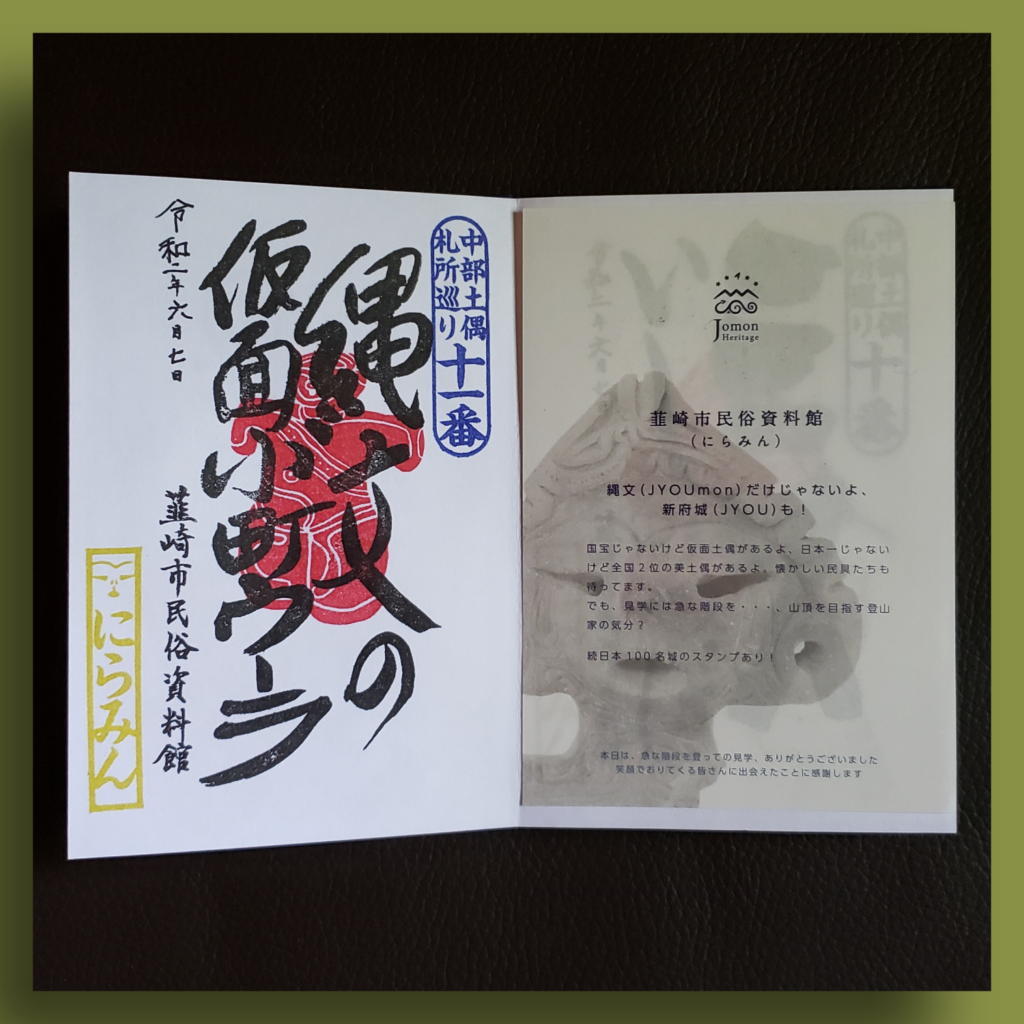 中部土偶
札所巡り
十一番
縄文の
仮面小町ウーラ
韮崎市民俗資料館
令和二年六月七日
にらみん
Jomon
Heritage
韮崎市民俗資料館
(にらみん)
縄文(JYOUmon)だけじゃないよ、
新府城(JYOU)も!
国宝じゃないけど仮面土偶があるよ、日本一じゃない
けど全国2位の美土偶があるよ。懐かしい民具たちも
待ってます。
でも、見学には急な階段を・・・、山頂を目指す登山
家の気分?
続日本100名城のスタンプあり!
本日は、急な階段を登っての見学、ありがとうございました
笑顔でおりてくる皆さんに出会えたことに感謝します